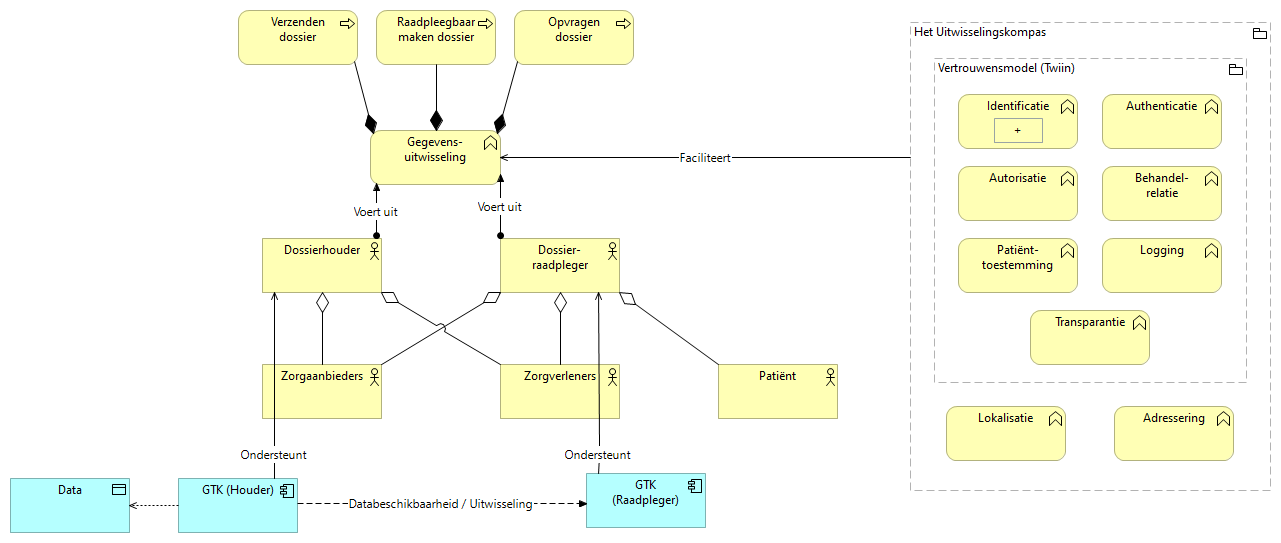 Verzenden
dossier
Raadpleegbaar
maken dossier
Opvragen
dossier
Het Uitwisselingskompas
Vertrouwensmodel (Twiin)
Identificatie
+
Authenticatie
Gegevens-
uitwisseling
Faciliteert
Autorisatie
Behandel-
relatie
Voert uit
Voert uit
Dossierhouder
Dossier-
raadpleger
Patiënt-
toestemming
Logging
Transparantie
Zorgaanbieders
Zorgverleners
Patiënt
Lokalisatie
Adressering
Ondersteunt
Ondersteunt
Data
GTK (Houder)
Databeschikbaarheid / Uitwisseling
GTK
(Raadpleger)